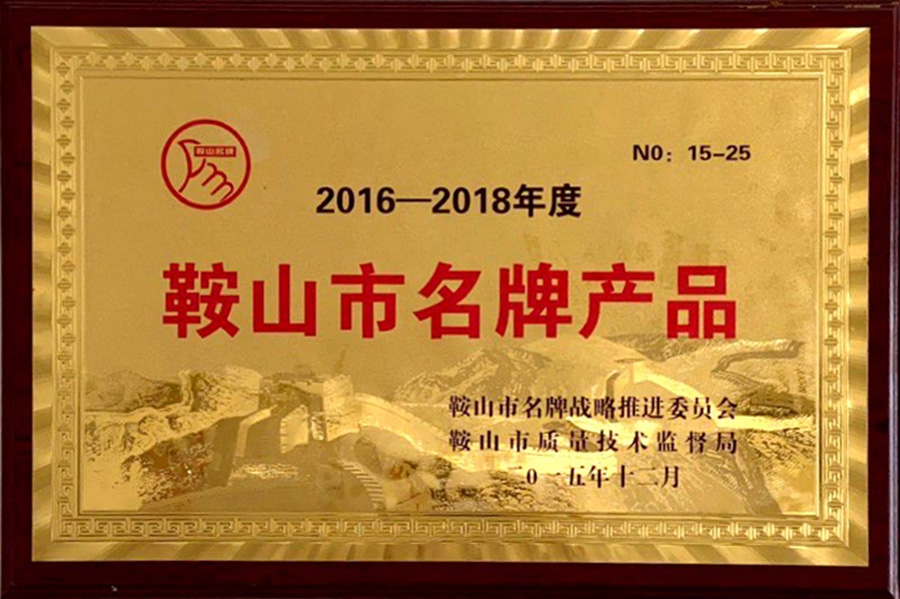 鞍山名牌
NO：15-25
2016—2018年度
鞍山市名牌产品
鞍山市名牌战略推进委员会
鞍山市质量技术监督局
二0一五年十二月